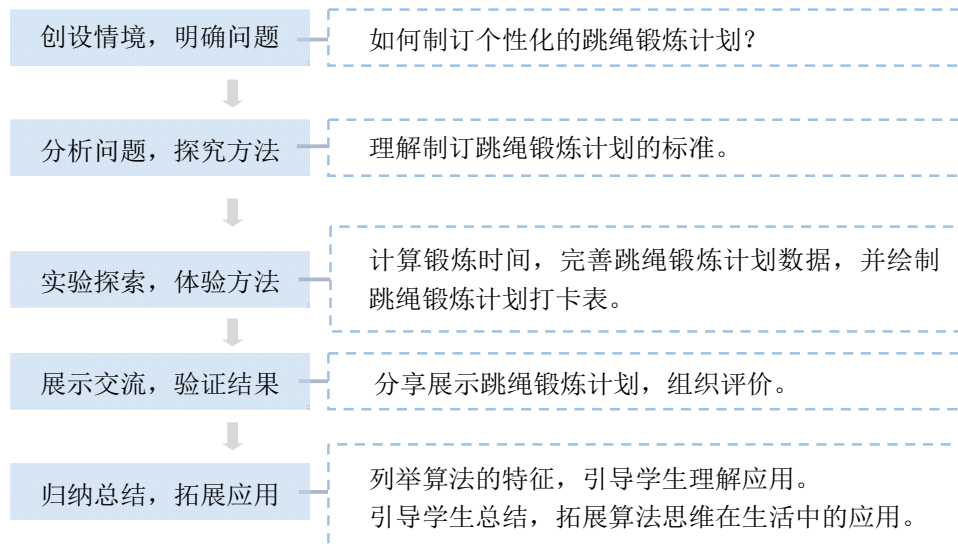 创设情境，明确问题
如何制订个性化的跳绳锻炼计划？
分析问题，探究方法
理解制订跳绳锻炼计划的标准。
实验探索，体验方法
计算锻炼时间，完善跳绳锻炼计划数据，并绘制
跳绳锻炼计划打卡表。
展示交流，验证结果
分享展示跳绳锻炼计划，组织评价。
归纳总结，拓展应用
列举算法的特征，引导学生理解应用。
引导学生总结，拓展算法思维在生活中的应用。